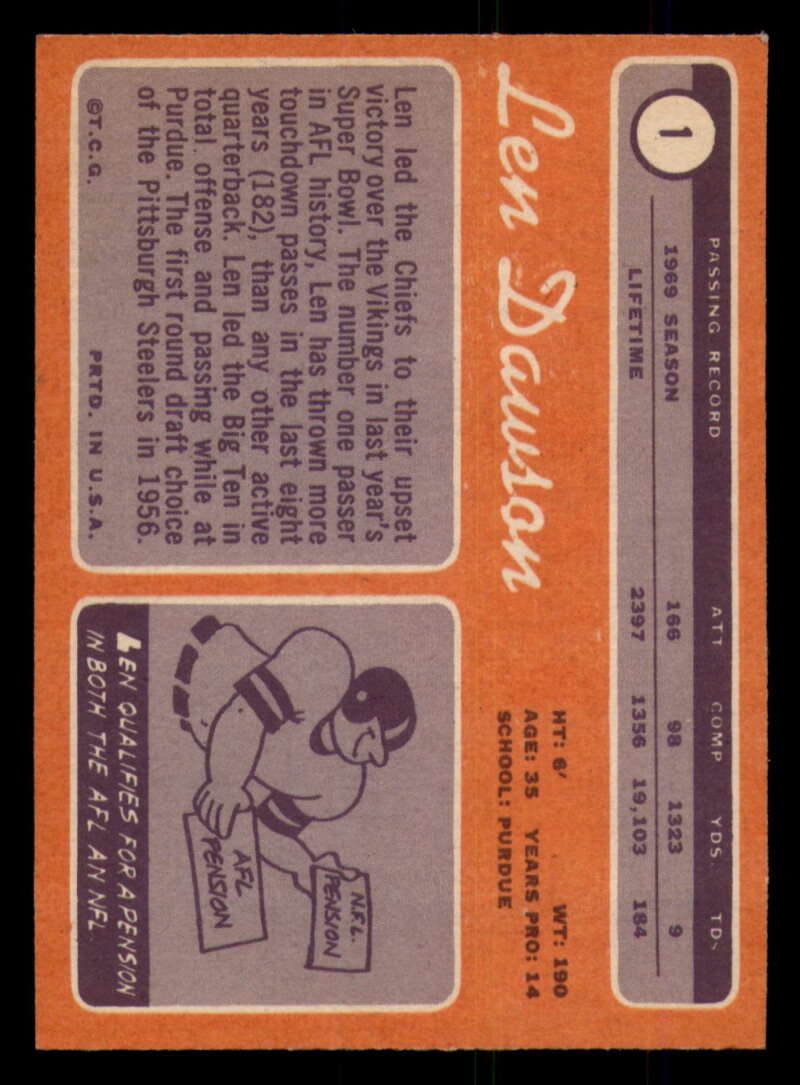 1
PASSING RECORD ATT COMP YDS. TDs
1969 SEASON 166 98 1323 9
LIFETIME 2397 1356 19,103 184
Len Dawson
HT: 6′ WT: 190
AGE: 35 YEARS PRO: 14
SCHOOL: PURDUE
Len led the Chiefs to their upset
victory over the Vikings in last year's
Super Bowl. The number one passer
in AFL history, Len has thrown more
touchdown passes in the last eight
years (182), than any other active
quarterback. Len led the Big Ten in
total offense and passing while at
Purdue. The first round draft choice
of the Pittsburgh Steelers in 1956.
©T.C.G. PRTD. IN U.S.A.
N.F.L.
PENSION
AFL
PENSION
LEN QUALIFIES FOR A PENSION
IN BOTH THE AFL AN NFL